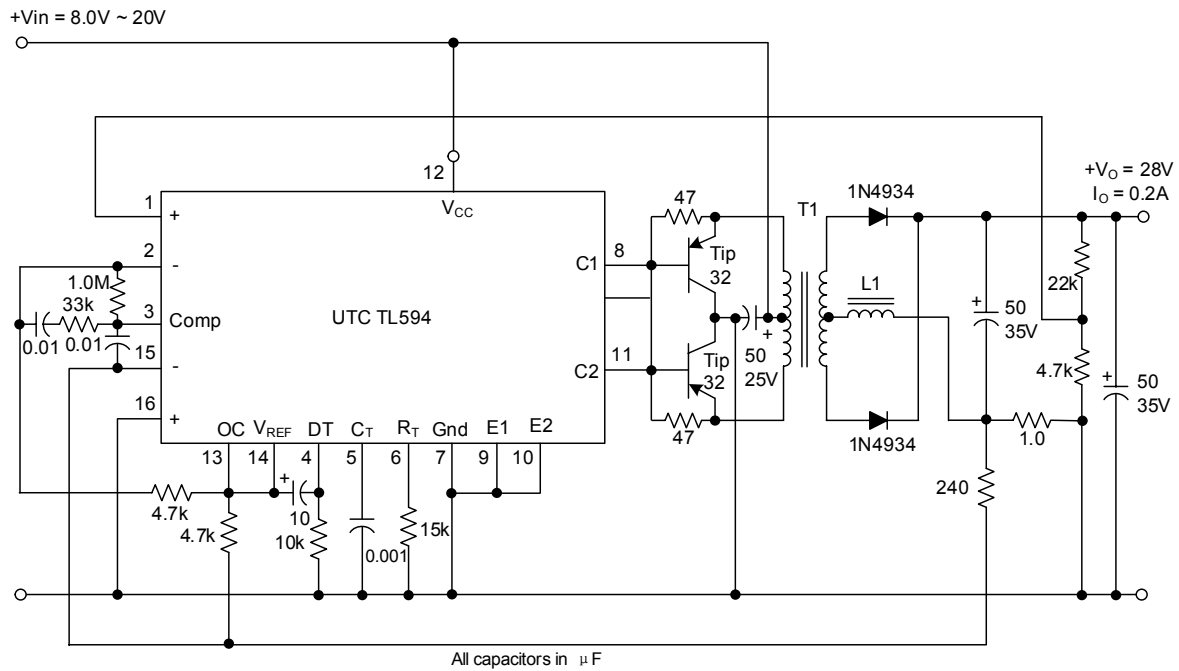 +Vin = 8.0V ~ 20V
12
VCC
+VO = 28V
IO = 0.2A
1N4934
47
T1
1
+
2
-
8
C1
Tip
32
22k
1.0M
33k
L1
3
Comp
UTC TL594
+
50
35V
0.01
0.01
15
-
11
C2
+
50
25V
Tip
32
4.7k
+
50
35V
16
+
47
1N4934
1.0
OC
VREF
DT
CT
RT
Gnd
E1
E2
13
14
4
5
6
7
9
10
240
+
4.7k
10
4.7k
10k
0.001
15k
All capacitors in μF